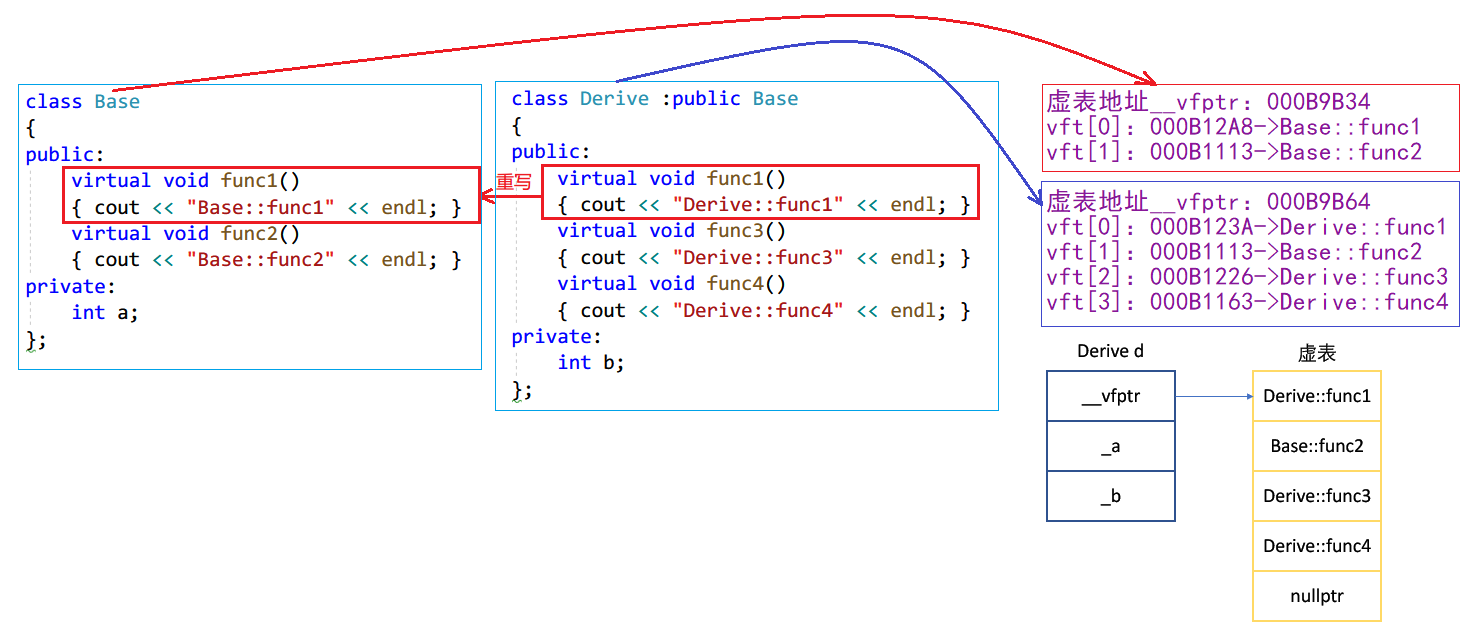 class Base
{
public:
virtual void func1()
{ cout << "Base::func1" << endl; }
virtual void func2()
{ cout << "Base::func2" << endl; }
private:
int a;
};
重写
class Derive :public Base
{
public:
virtual void func1()
{ cout << "Derive::func1" << endl; }
virtual void func3()
{ cout << "Derive::func3" << endl; }
virtual void func4()
{ cout << "Derive::func4" << endl; }
private:
int b;
};
虚表地址__vfptr：000B9B34
vft[0]：000B12A8->Base::func1
vft[1]：000B1113->Base::func2
虚表地址__vfptr：000B9B64
vft[0]：000B123A->Derive::func1
vft[1]：000B1113->Base::func2
vft[2]：000B1226->Derive::func3
vft[3]：000B1163->Derive::func4
Derive d
__vfptr
_a
_b
虚表
Derive::func1
Base::func2
Derive::func3
Derive::func4
nullptr